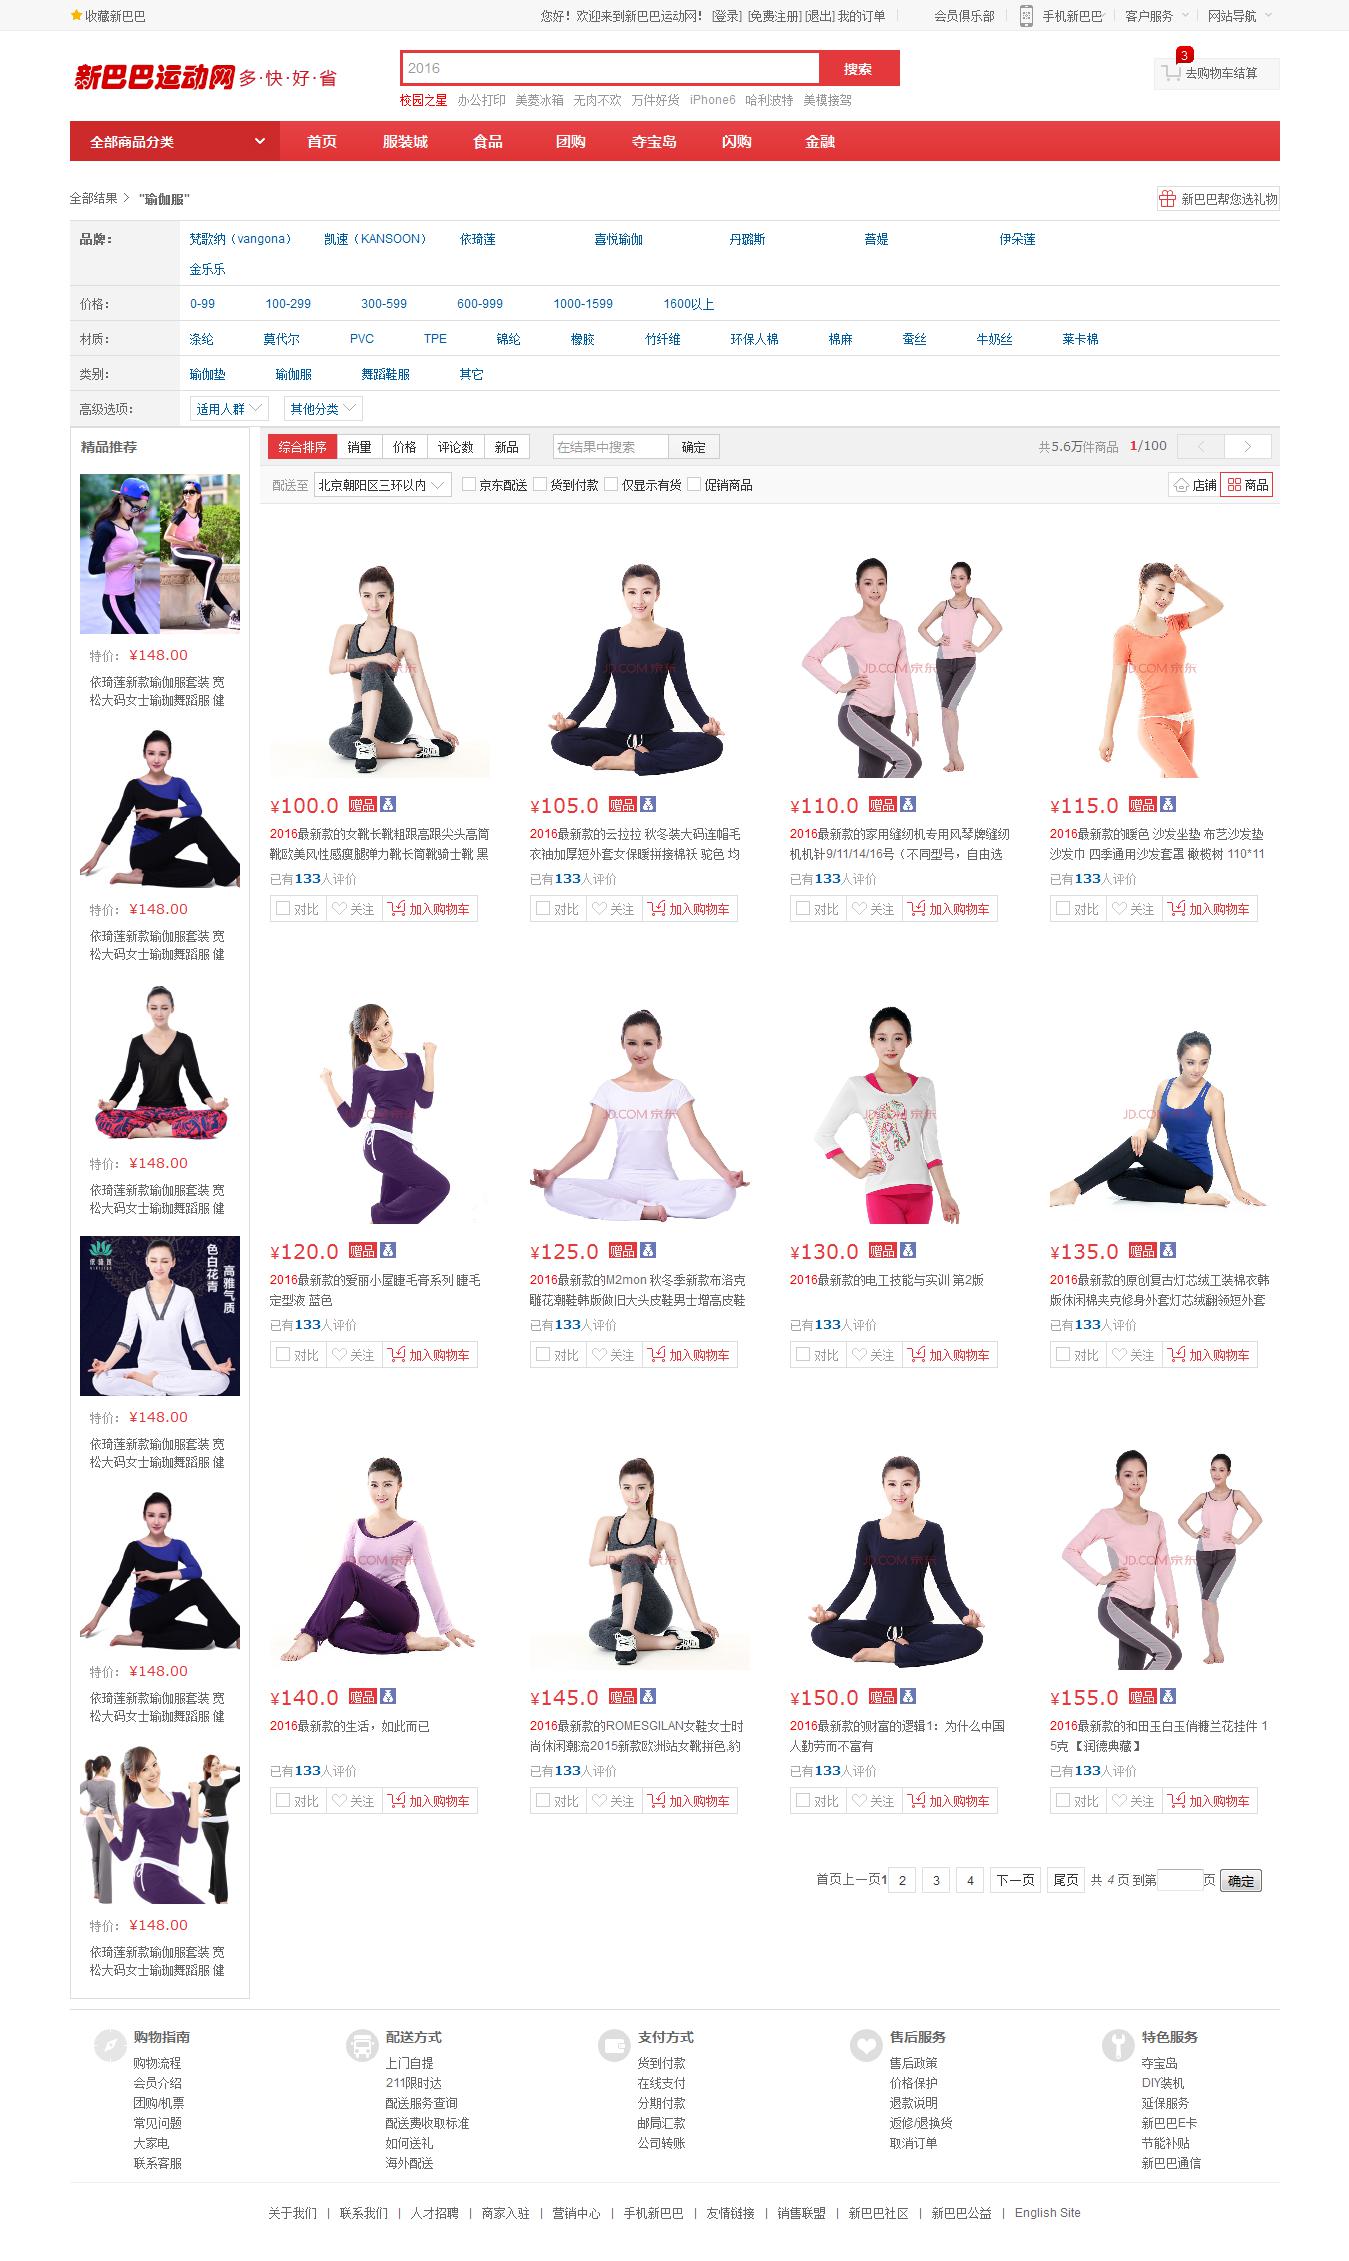 收藏新巴巴
您好！欢迎来到新巴巴运动网！ [登录] [免费注册] [退出] 我的订单
会员俱乐部
手机新巴巴
客户服务
网站导航
新巴巴运动网 多·快·好·省
2016
搜索
3
去购物车结算
校园之星 办公打印 美菱冰箱 无肉不欢 万件好货 iPhone6 哈利波特 美模接驾
全部商品分类 首页 服装城 食品 团购 夺宝岛 闪购 金融
全部结果 > "瑜伽服"
新巴巴帮您选礼物
品牌： 梵歌纳（vangona） 凯速（KANSOON） 依琦莲 喜悦瑜伽 丹璐斯 菩媞 伊朵莲
金乐乐
价格： 0-99 100-299 300-599 600-999 1000-1599 1600以上
材质： 涤纶 莫代尔 PVC TPE 锦纶 橡胶 竹纤维 环保人棉 棉麻 蚕丝 牛奶丝 莱卡棉
类别： 瑜伽垫 瑜伽服 舞蹈鞋服 其它
高级选项： 适用人群 其他分类
精品推荐
特价： ¥148.00
依琦莲新款瑜伽服套装 宽
松大码女士瑜珈舞蹈服 健
特价： ¥148.00
依琦莲新款瑜伽服套装 宽
松大码女士瑜珈舞蹈服 健
特价： ¥148.00
依琦莲新款瑜伽服套装 宽
松大码女士瑜珈舞蹈服 健
色白花青
高雅气质
特价： ¥148.00
依琦莲新款瑜伽服套装 宽
松大码女士瑜珈舞蹈服 健
特价： ¥148.00
依琦莲新款瑜伽服套装 宽
松大码女士瑜珈舞蹈服 健
特价： ¥148.00
依琦莲新款瑜伽服套装 宽
松大码女士瑜珈舞蹈服 健
综合排序 销量 价格 评论数 新品 在结果中搜索 确定
共5.6万件商品 1/100 < >
配送至 北京朝阳区三环以内 京东配送 货到付款 仅显示有货 促销商品
店铺 商品
JD.COM 京东
¥100.0 赠品
2016最新款的女靴长靴粗跟高跟尖头高筒
靴欧美风性感瘦腿弹力靴长筒靴骑士靴 黑
已有133人评价
对比 关注 加入购物车
JD.COM 京东
¥105.0 赠品
2016最新款的云拉拉 秋冬装大码连帽毛
衣袖加厚短外套女保暖拼接棉袄 驼色 均
已有133人评价
对比 关注 加入购物车
JD.COM 京东
¥110.0 赠品
2016最新款的家用缝纫机专用风琴牌缝纫
机机针9/11/14/16号（不同型号，自由选
已有133人评价
对比 关注 加入购物车
JD.COM 京东
¥115.0 赠品
2016最新款的暖色 沙发坐垫 布艺沙发垫
沙发巾 四季通用沙发套罩 橄榄树 110*11
已有133人评价
对比 关注 加入购物车
JD.COM 京东
¥120.0 赠品
2016最新款的爱丽小屋睫毛膏系列 睫毛
定型液 蓝色
已有133人评价
对比 关注 加入购物车
JD.COM 京东
¥125.0 赠品
2016最新款的M2mon 秋冬季新款布洛克
雕花潮鞋韩版做旧大头皮鞋男士增高皮鞋
已有133人评价
对比 关注 加入购物车
JD.COM 京东
¥130.0 赠品
2016最新款的电工技能与实训 第2版
已有133人评价
对比 关注 加入购物车
JD.COM 京东
¥135.0 赠品
2016最新款的原创复古灯芯绒工装棉衣韩
版休闲棉夹克修身外套灯芯绒翻领短外套
已有133人评价
对比 关注 加入购物车
JD.COM 京东
¥140.0 赠品
2016最新款的生活，如此而已
已有133人评价
对比 关注 加入购物车
JD.COM 京东
¥145.0 赠品
2016最新款的ROMESGILAN女鞋女士时
尚休闲潮流2015新款欧洲站女靴拼色,豹
已有133人评价
对比 关注 加入购物车
JD.COM 京东
¥150.0 赠品
2016最新款的财富的逻辑1：为什么中国
人勤劳而不富有
已有133人评价
对比 关注 加入购物车
JD.COM 京东
¥155.0 赠品
2016最新款的和田玉白玉俏糖兰花挂件 1
5克 【润德典藏】
已有133人评价
对比 关注 加入购物车
首页上一页1 2 3 4 下一页 尾页 共 4 页 到第 页 确定
购物指南
购物流程
会员介绍
团购/机票
常见问题
大家电
联系客服
配送方式
上门自提
211限时达
配送服务查询
配送费收取标准
如何送礼
海外配送
支付方式
货到付款
在线支付
分期付款
邮局汇款
公司转账
售后服务
售后政策
价格保护
退款说明
返修/退换货
取消订单
特色服务
夺宝岛
DIY装机
延保服务
新巴巴E卡
节能补贴
新巴巴通信
关于我们 | 联系我们 | 人才招聘 | 商家入驻 | 营销中心 | 手机新巴巴 | 友情链接 | 销售联盟 | 新巴巴社区 | 新巴巴公益 | English Site